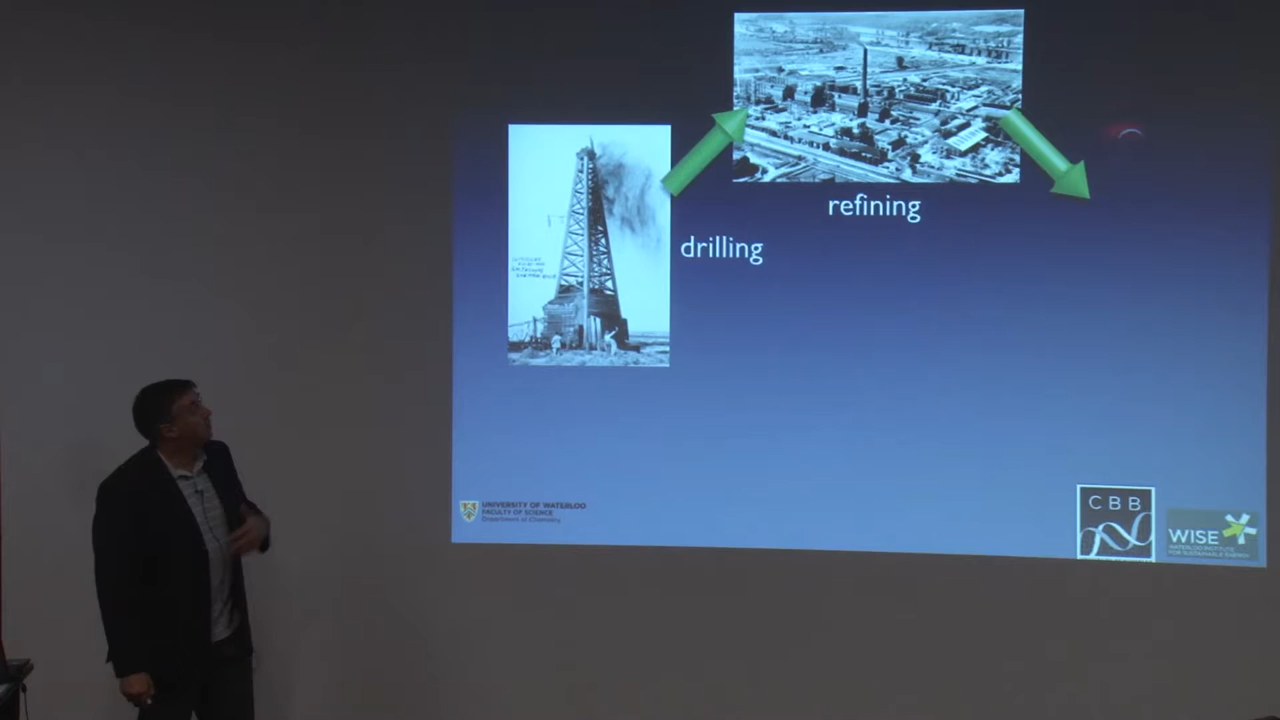 refining
drilling
UNIVERSITY OF WATERLOO
FACULTY OF SCIENCE
Department of Chemistry
CBB
WISE
WATERLOO INSTITUTE
FOR SUSTAINABLE ENERGY